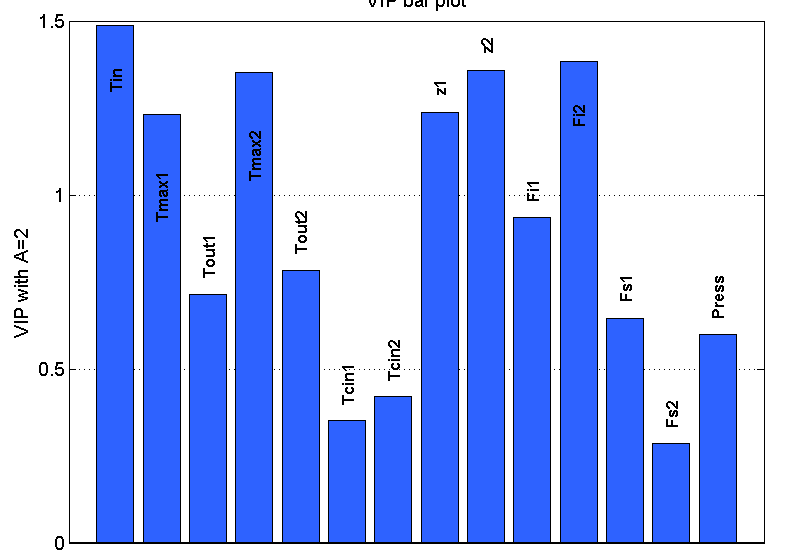 VIP bar plot
1.5
1
0.5
0
VIP with A=2
Tin
Tmax1
Tout1
Tmax2
Tout2
Tcin1
Tcin2
z1
z2
Fi1
Fi2
Fs1
Fs2
Press